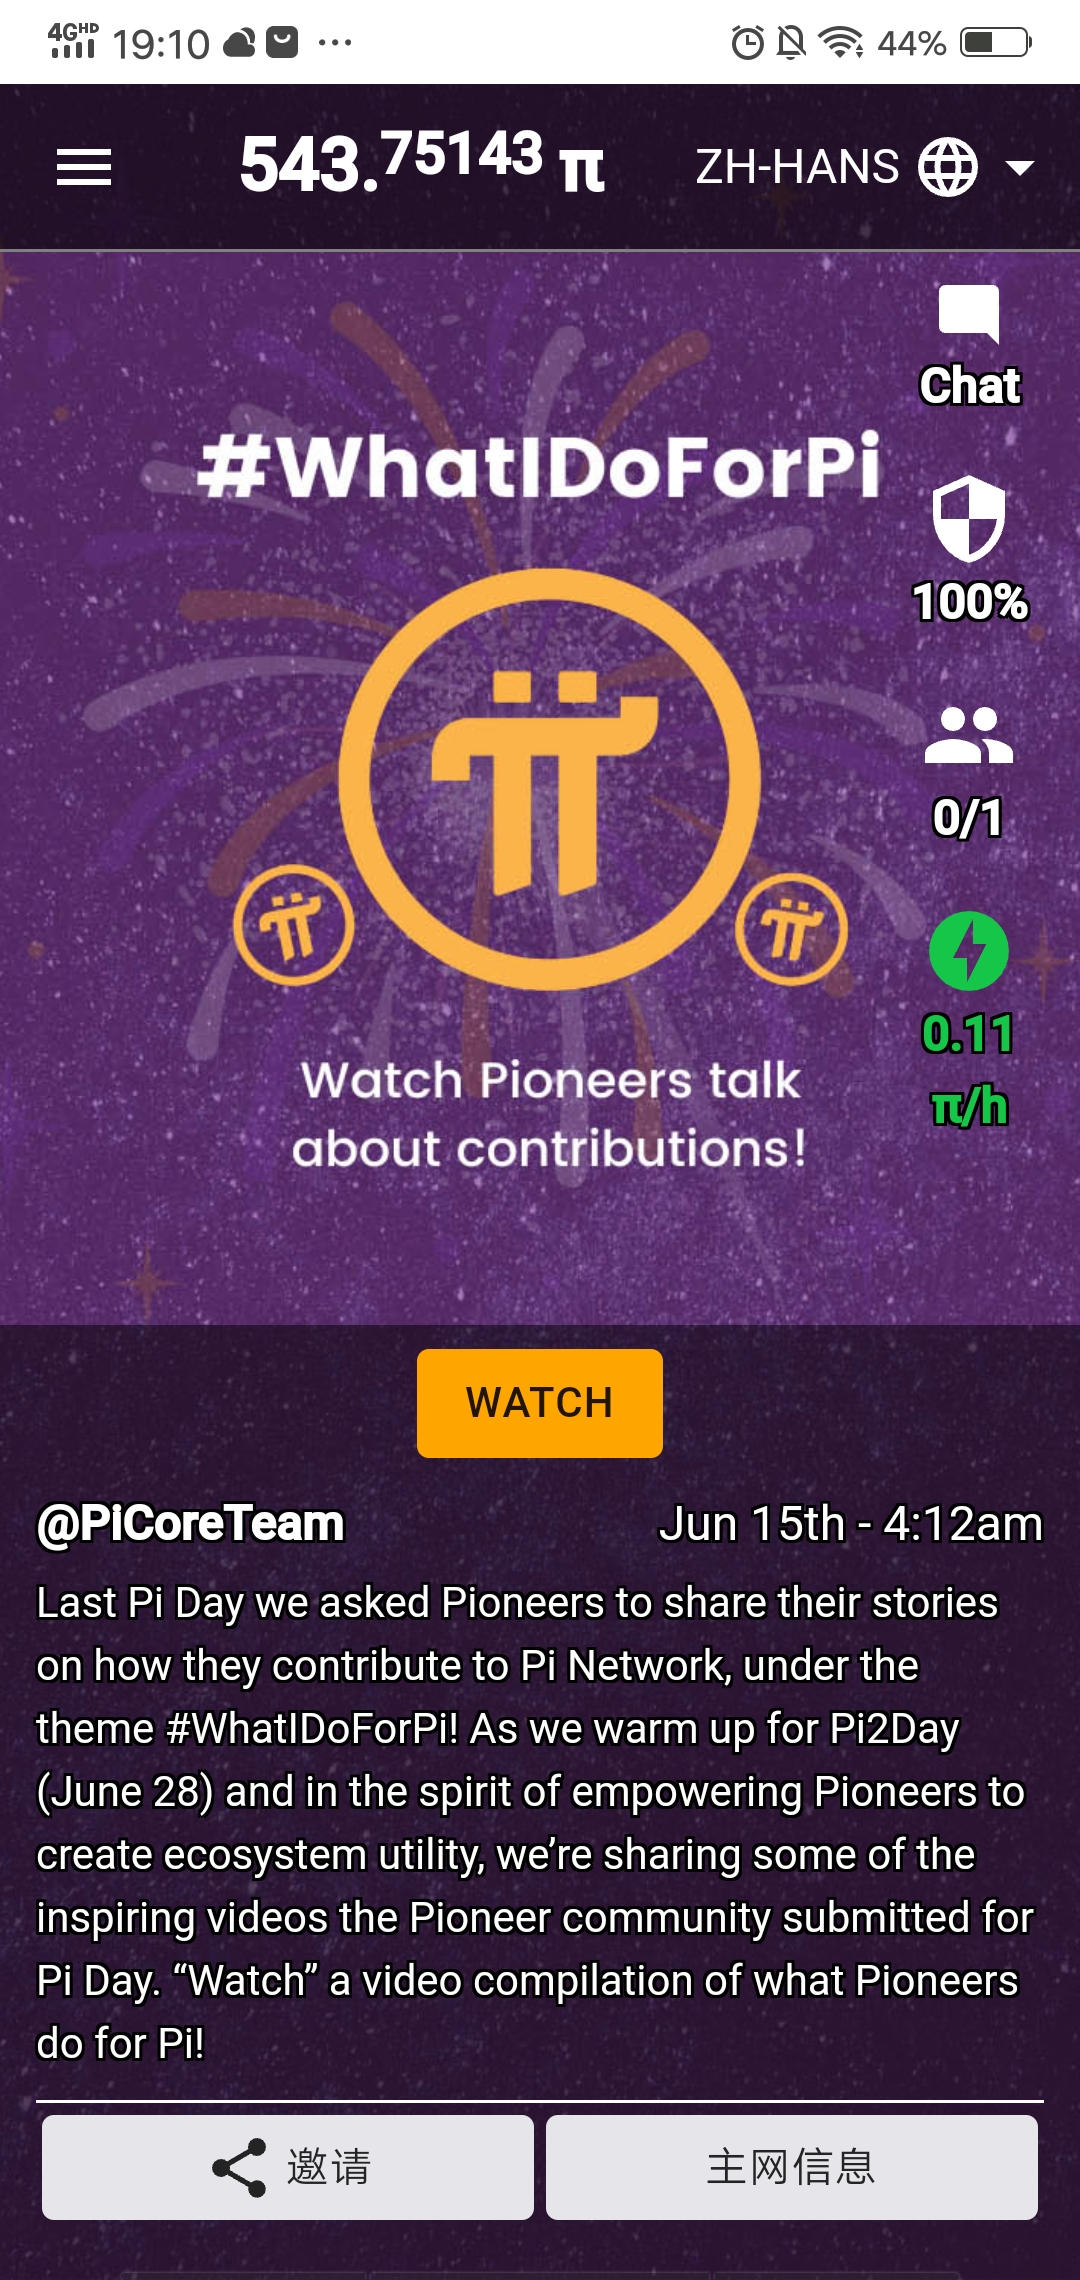 4G HD 19:10 ... 44%
543.75143 π ZH-HANS
Chat
#WhatIDoForPi
100%
0/1
0.11
π/h
Watch Pioneers talk
about contributions!
WATCH
@PiCoreTeam Jun 15th - 4:12am
Last Pi Day we asked Pioneers to share their stories
on how they contribute to Pi Network, under the
theme #WhatIDoForPi! As we warm up for Pi2Day
(June 28) and in the spirit of empowering Pioneers to
create ecosystem utility, we’re sharing some of the
inspiring videos the Pioneer community submitted for
Pi Day. “Watch” a video compilation of what Pioneers
do for Pi!
邀请 主网信息